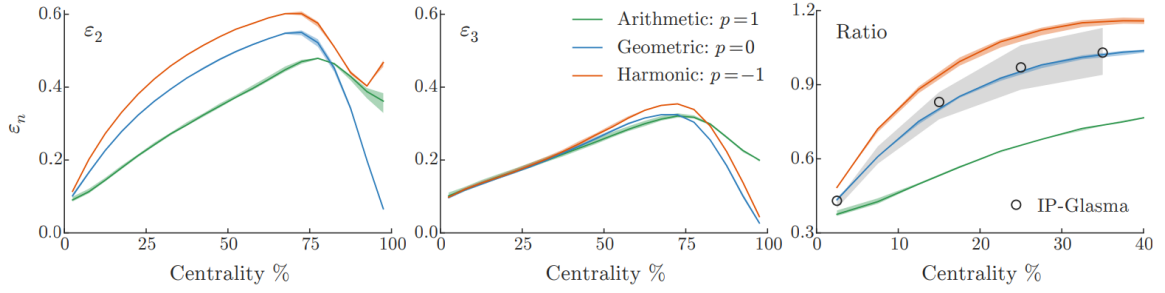 ε₂
εₙ
0.6
0.4
0.2
0.0
0
25
50
75
100
Centrality %
ε₃
Arithmetic: p = 1
Geometric: p = 0
Harmonic: p = −1
0.6
0.4
0.2
0.0
0
25
50
75
100
Centrality %
Ratio
1.2
0.9
0.6
0.3
0
10
20
30
40
IP-Glasma
Centrality %